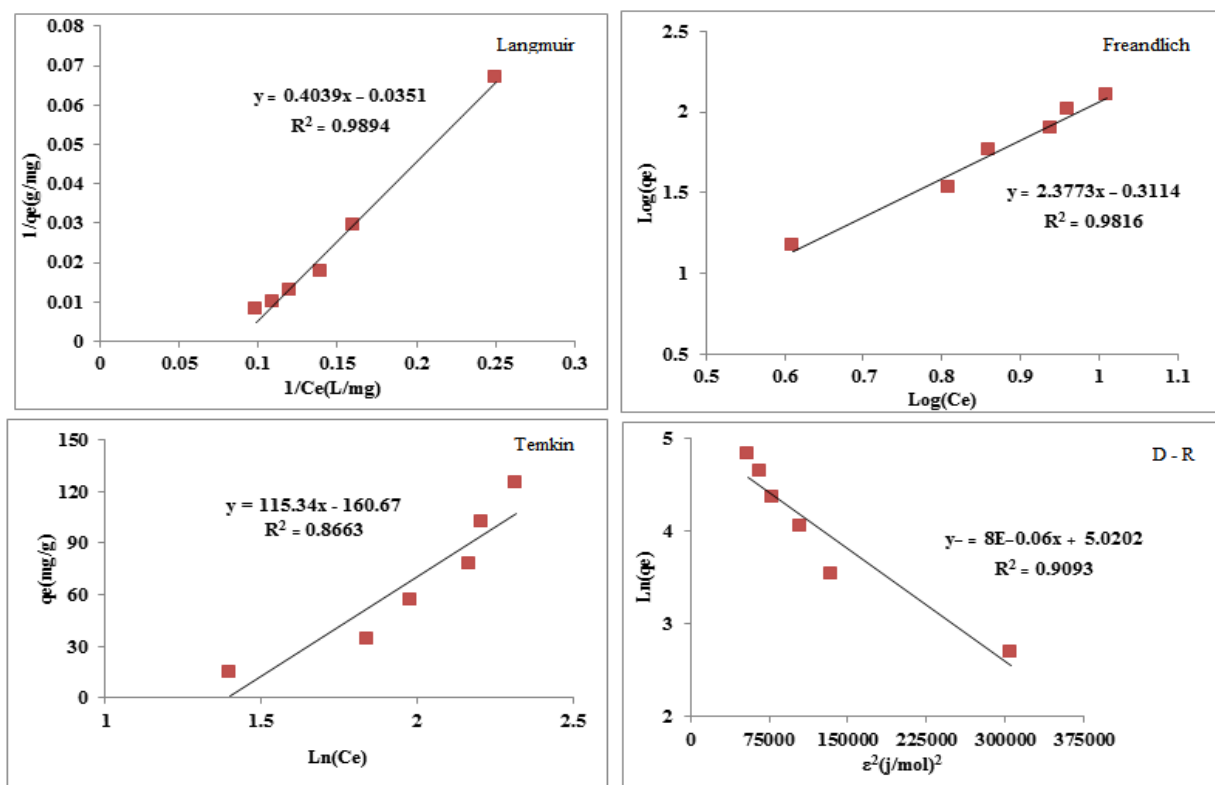 Langmuir
0.08
0.07
0.06
0.05
0.04
0.03
0.02
0.01
0
1/qe(g/mg)
y = 0.4039x – 0.0351
R² = 0.9894
0 0.05 0.1 0.15 0.2 0.25 0.3
1/Ce(L/mg)
Freandlich
2.5
2
1.5
1
0.5
Log(qe)
y = 2.3773x – 0.3114
R² = 0.9816
0.5 0.6 0.7 0.8 0.9 1 1.1
Log(Ce)
Temkin
150
120
90
60
30
0
qe(mg/g)
y = 115.34x - 160.67
R² = 0.8663
1 1.5 2 2.5
Ln(Ce)
D - R
5
4
3
2
Ln(qe)
y– = 8E–0.06x + 5.0202
R² = 0.9093
0 75000 150000 225000 300000 375000
ε²(j/mol)²